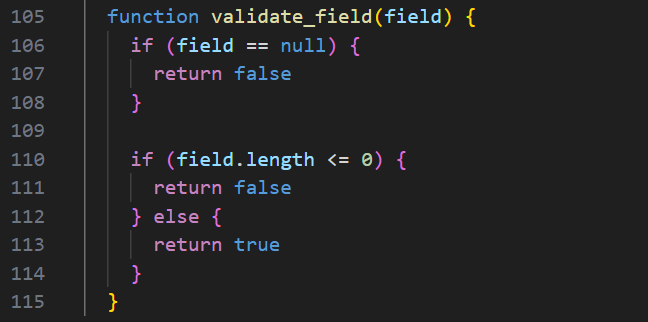 105 function validate_field(field) {
106 if (field == null) {
107 return false
108 }
109
110 if (field.length <= 0) {
111 return false
112 } else {
113 return true
114 }
115 }